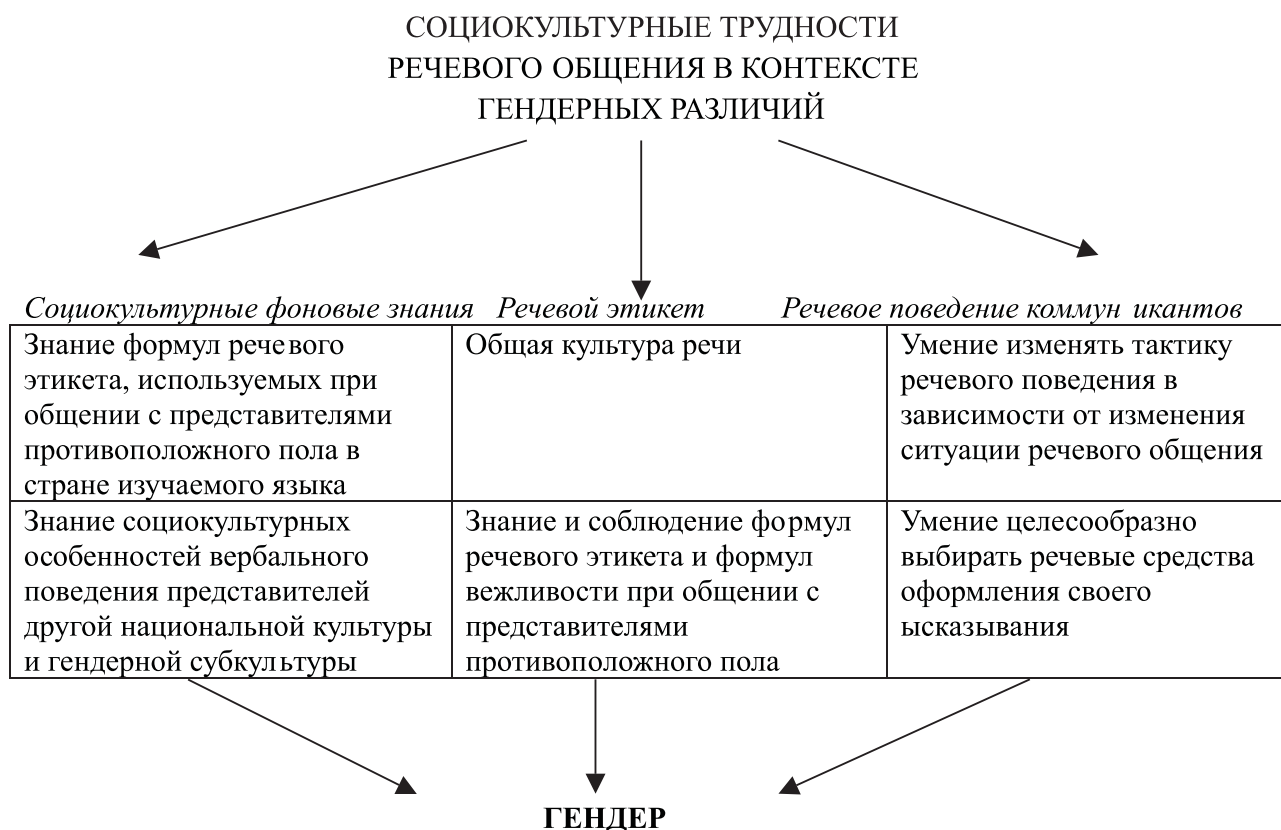 СОЦИОКУЛЬТУРНЫЕ ТРУДНОСТИ
РЕЧЕВОГО ОБЩЕНИЯ В КОНТЕКСТЕ
ГЕНДЕРНЫХ РАЗЛИЧИЙ
Социокультурные фоновые знания Речевой этикет Речевое поведение коммун икантов
Знание формул речевого
этикета, используемых при
общении с представителями
противоположного пола в
стране изучаемого языка
Общая культура речи
Умение изменять тактику
речевого поведения в
зависимости от изменения
ситуации речевого общения
Знание социокультурных
особенностей вербального
поведения представителей
другой национальной культуры
и гендерной субкультуры
Знание и соблюдение формул
речевого этикета и формул
вежливости при общении с
представителями
противоположного пола
Умение целесообразно
выбирать речевые средства
оформления своего
ысказывания
ГЕНДЕР